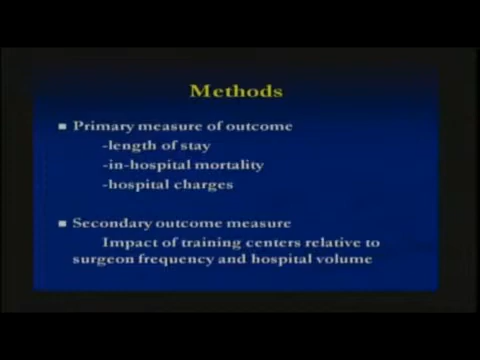 Methods
■ Primary measure of outcome
-length of stay
-in-hospital mortality
-hospital charges
■ Secondary outcome measure
Impact of training centers relative to
surgeon frequency and hospital volume